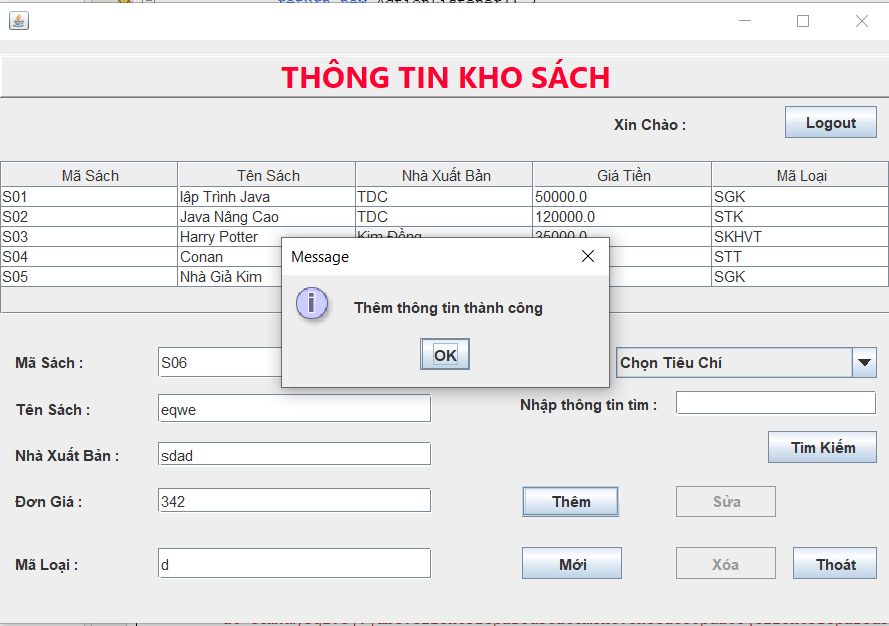 THÔNG TIN KHO SÁCH
Xin Chào : Logout
Mã Sách Tên Sách Nhà Xuất Bản Giá Tiền Mã Loại
S01 lập Trình Java TDC 50000.0 SGK
S02 Java Nâng Cao TDC 120000.0 STK
S03 Harry Potter Kim Đồng 35000.0 SKHVT
S04 Conan STT
S05 Nhà Giả Kim SGK
Message
Thêm thông tin thành công
OK
Mã Sách : S06 Chọn Tiêu Chí
Tên Sách : eqwe Nhập thông tin tìm :
Nhà Xuất Bản : sdad Tìm Kiếm
Đơn Giá : 342 Thêm Sửa
Mã Loại : d Mới Xóa Thoát